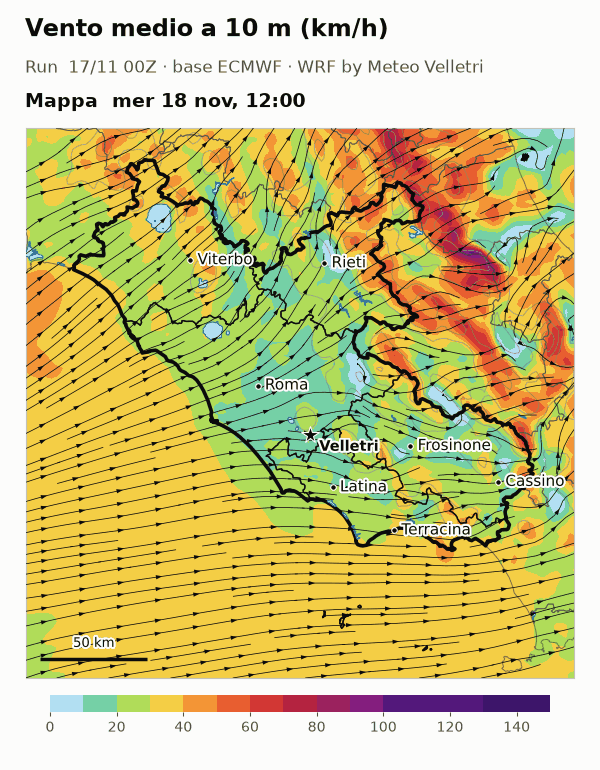 Vento medio a 10 m (km/h)
Run  17/11 00Z · base ECMWF · WRF by Meteo Velletri
Mappa  mer 18 nov, 12:00
Viterbo
Rieti
Roma
Velletri
Frosinone
Cassino
Latina
Terracina
50 km
0 20 40 60 80 100 120 140